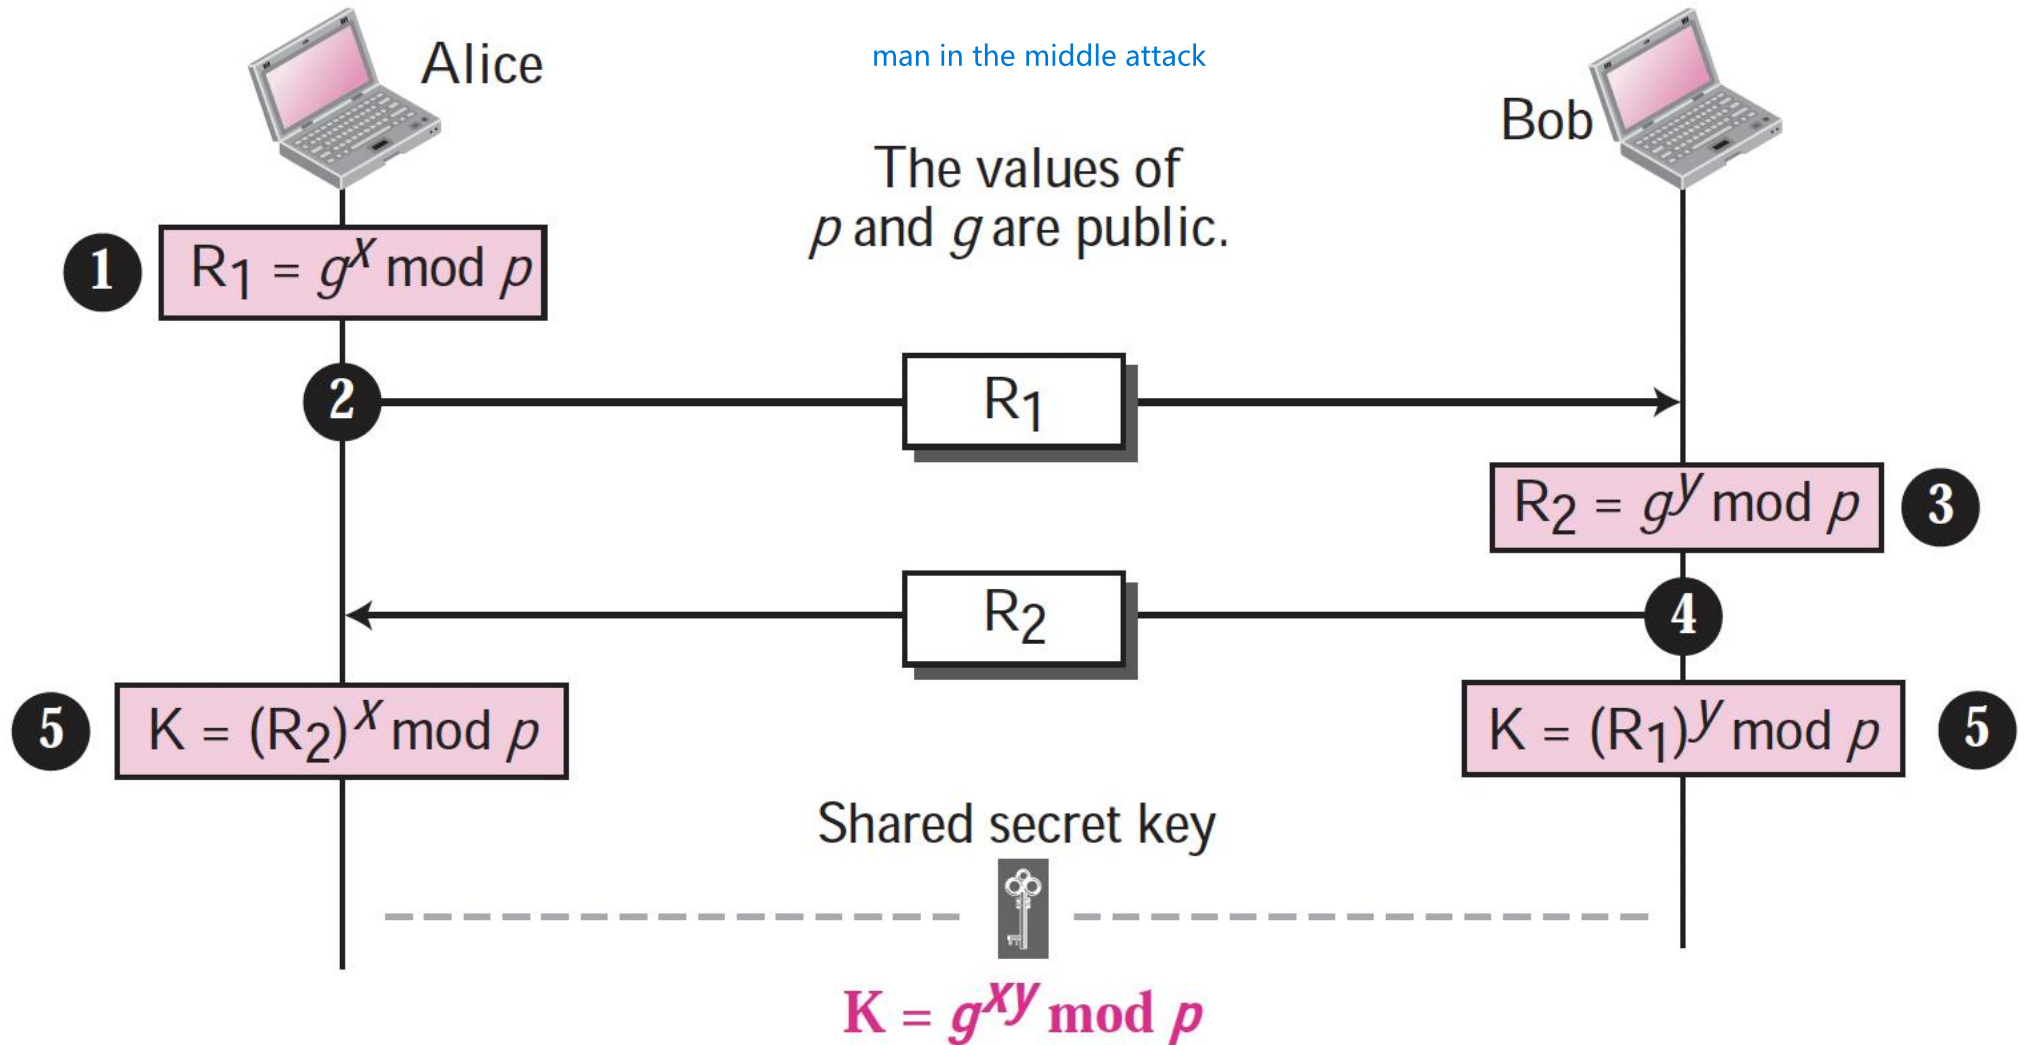 Alice
man in the middle attack
Bob
The values of
p and g are public.
1
R₁ = gˣ mod p
2
R₁
R₂ = gʸ mod p
3
R₂
4
5
K = (R₂)ˣ mod p
K = (R₁)ʸ mod p
5
Shared secret key
K = gˣʸ mod p